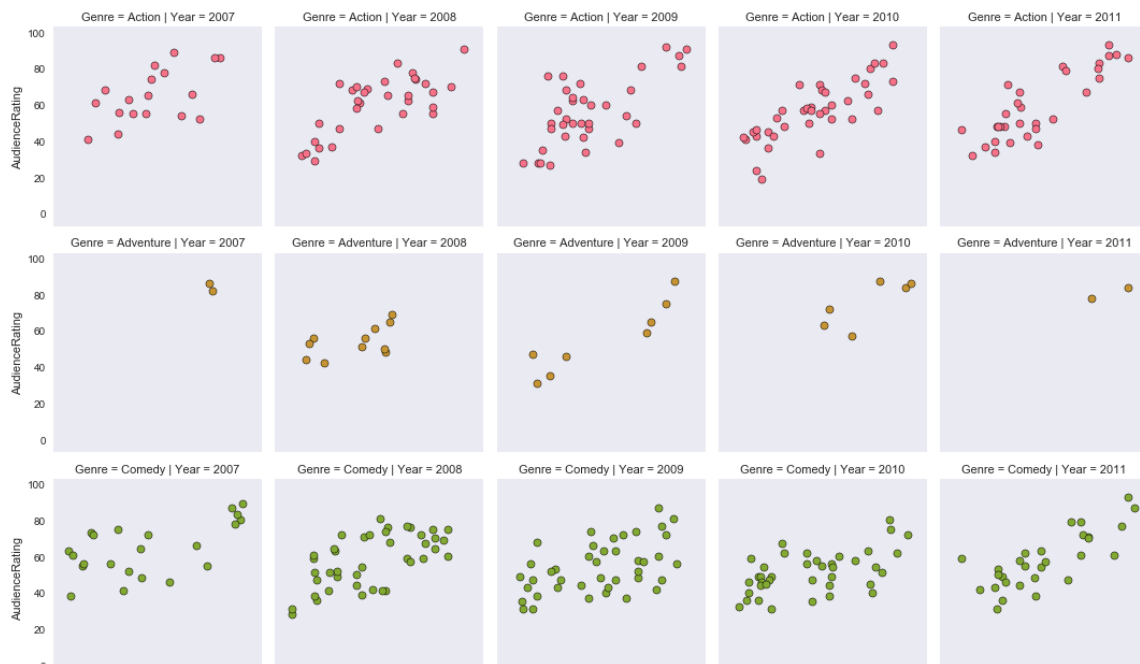 Genre = Action | Year = 2007 Genre = Action | Year = 2008 Genre = Action | Year = 2009 Genre = Action | Year = 2010 Genre = Action | Year = 2011
100
80
60
40
20
0
AudienceRating
Genre = Adventure | Year = 2007 Genre = Adventure | Year = 2008 Genre = Adventure | Year = 2009 Genre = Adventure | Year = 2010 Genre = Adventure | Year = 2011
100
80
60
40
20
0
AudienceRating
Genre = Comedy | Year = 2007 Genre = Comedy | Year = 2008 Genre = Comedy | Year = 2009 Genre = Comedy | Year = 2010 Genre = Comedy | Year = 2011
100
80
60
40
20
AudienceRating